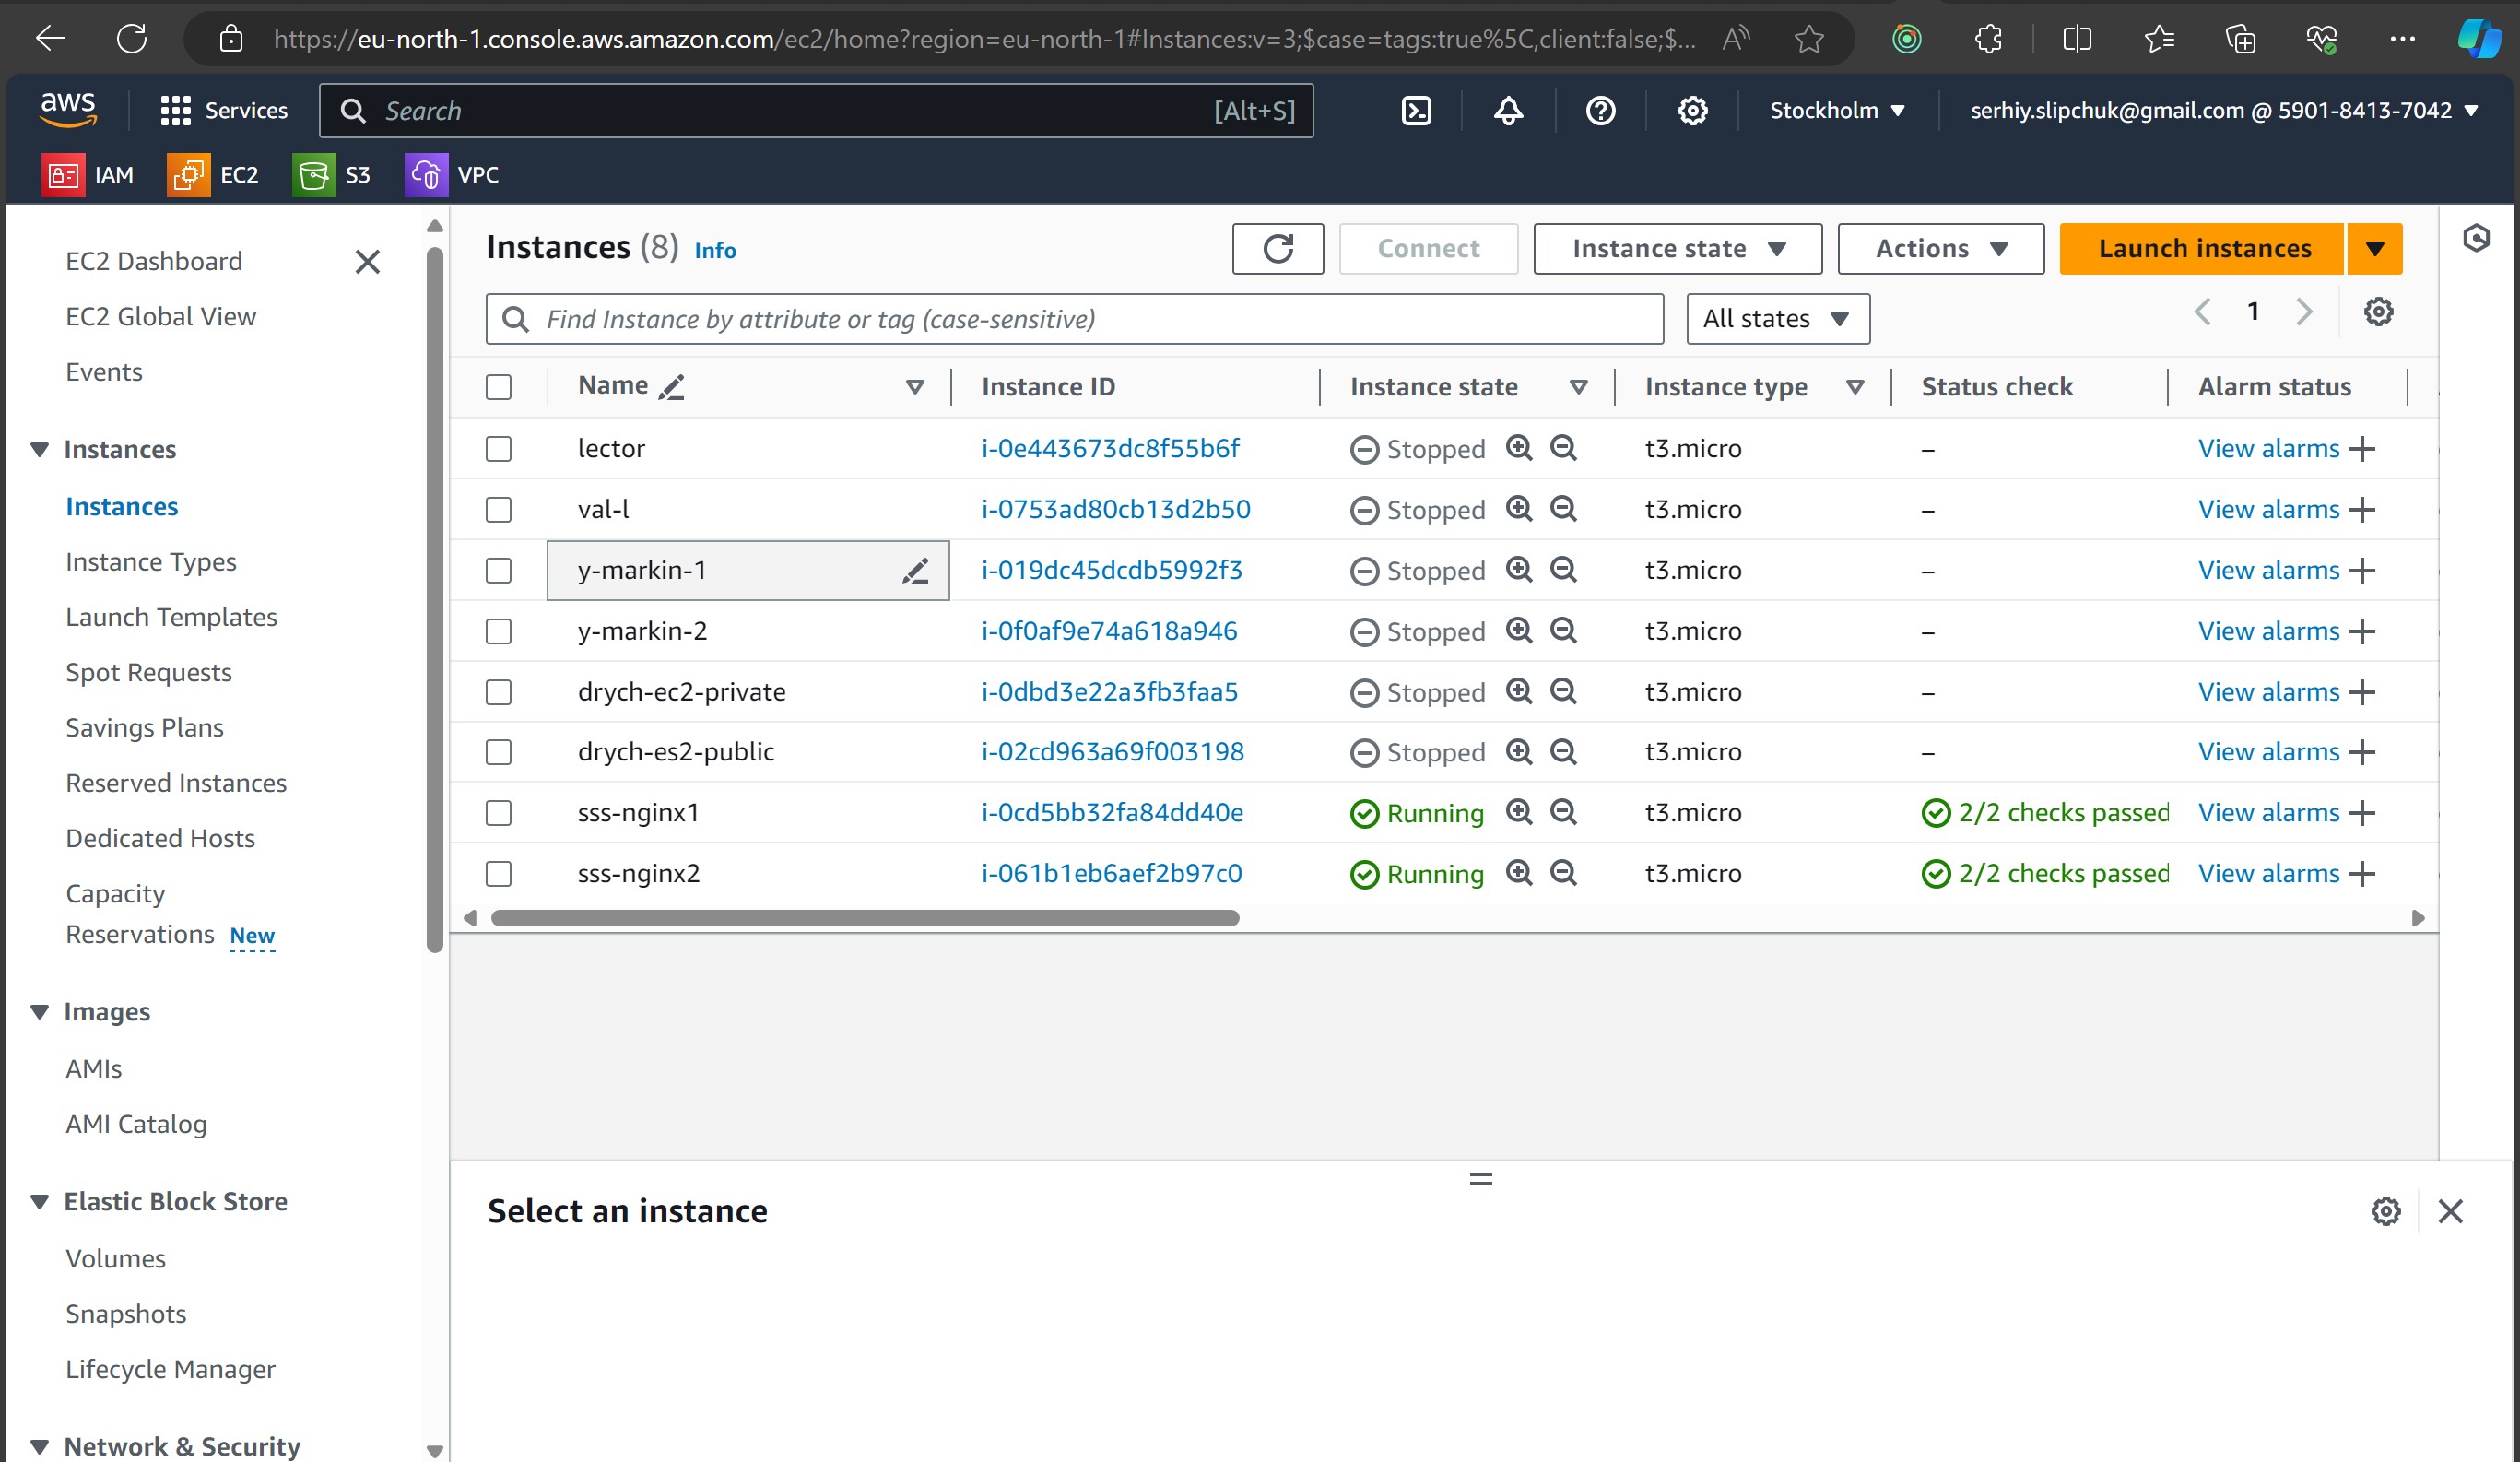 https://eu-north-1.console.aws.amazon.com/ec2/home?region=eu-north-1#Instances:v=3;$case=tags:true%5C,client:false;$...
aws
Services
Search
[Alt+S]
Stockholm
serhiy.slipchuk@gmail.com @ 5901-8413-7042
IAM
EC2
S3
VPC
EC2 Dashboard
EC2 Global View
Events
Instances
Instances
Instance Types
Launch Templates
Spot Requests
Savings Plans
Reserved Instances
Dedicated Hosts
Capacity
Reservations New
Images
AMIs
AMI Catalog
Elastic Block Store
Volumes
Snapshots
Lifecycle Manager
Network & Security
Instances (8) Info
Connect
Instance state
Actions
Launch instances
Find Instance by attribute or tag (case-sensitive)
All states
1
Name Instance ID Instance state Instance type Status check Alarm status
lector i-0e443673dc8f55b6f Stopped t3.micro – View alarms
val-l i-0753ad80cb13d2b50 Stopped t3.micro – View alarms
y-markin-1 i-019dc45dcdb5992f3 Stopped t3.micro – View alarms
y-markin-2 i-0f0af9e74a618a946 Stopped t3.micro – View alarms
drych-ec2-private i-0dbd3e22a3fb3faa5 Stopped t3.micro – View alarms
drych-es2-public i-02cd963a69f003198 Stopped t3.micro – View alarms
sss-nginx1 i-0cd5bb32fa84dd40e Running t3.micro 2/2 checks passed View alarms
sss-nginx2 i-061b1eb6aef2b97c0 Running t3.micro 2/2 checks passed View alarms
Select an instance